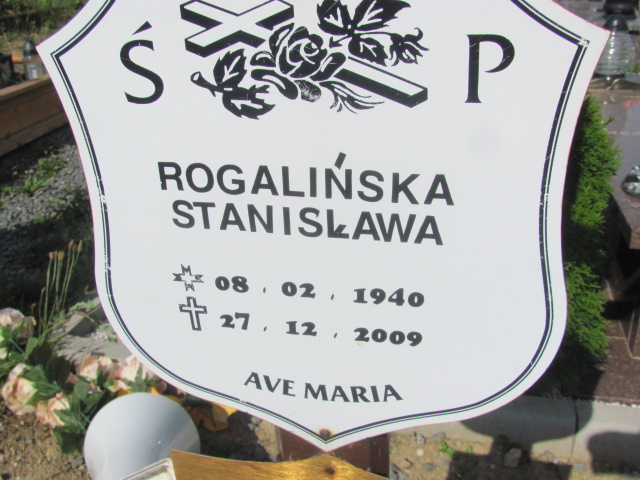 Ś P
ROGALIŃSKA
STANISŁAWA
08 . 02 . 1940
27 . 12 . 2009
AVE MARIA